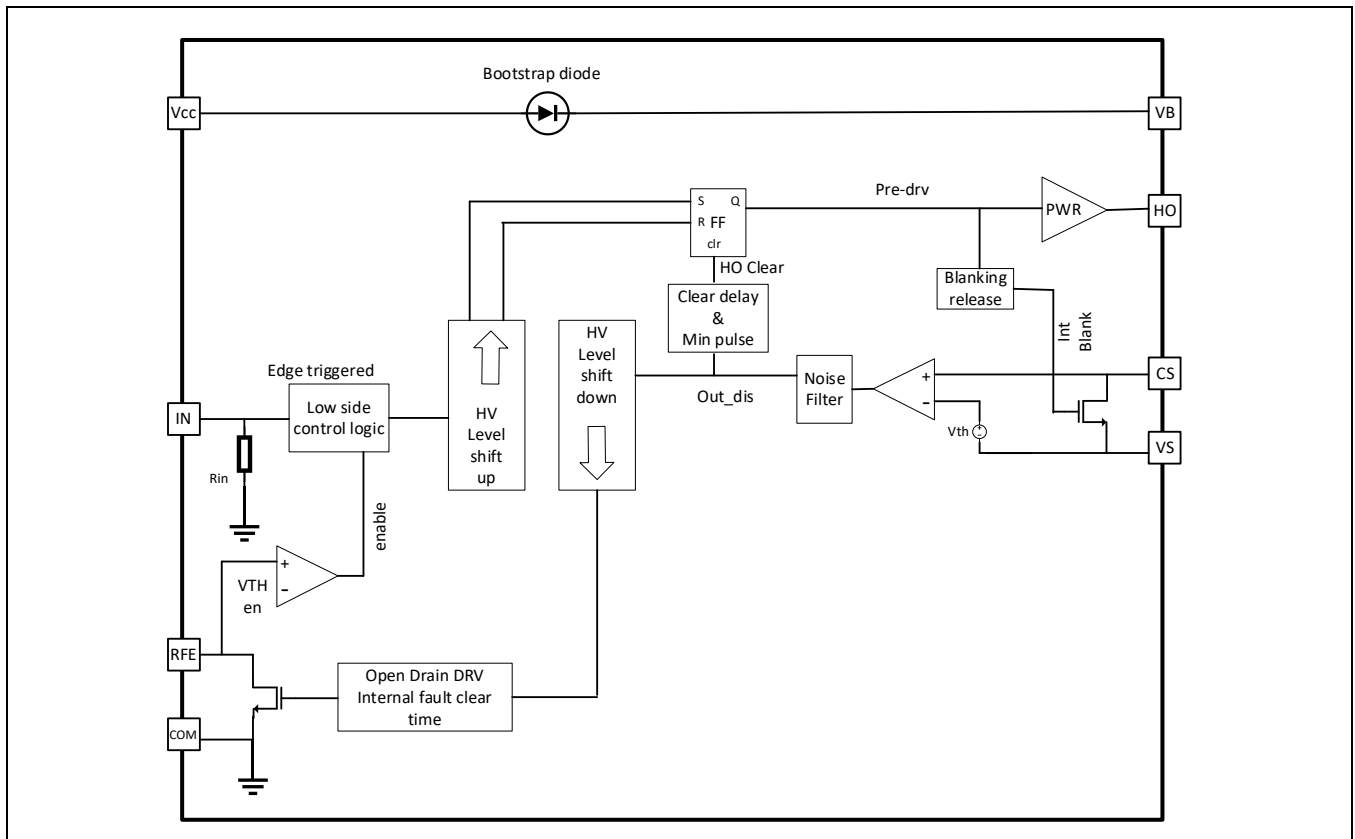 Bootstrap diode
Vcc
VB
Pre-drv
S Q
R FF
clr
PWR
HO
HO Clear
Blanking
release
Clear delay
&
Min pulse
HV
Level
shift
down
Int
Blank
Edge triggered
Low side
control logic
IN
HV
Level
shift
up
Out_dis
Noise
Filter
+
-
CS
Vth
+
-
VS
Rin
enable
+
VTH -
en
RFE
Open Drain DRV
Internal fault clear
time
COM